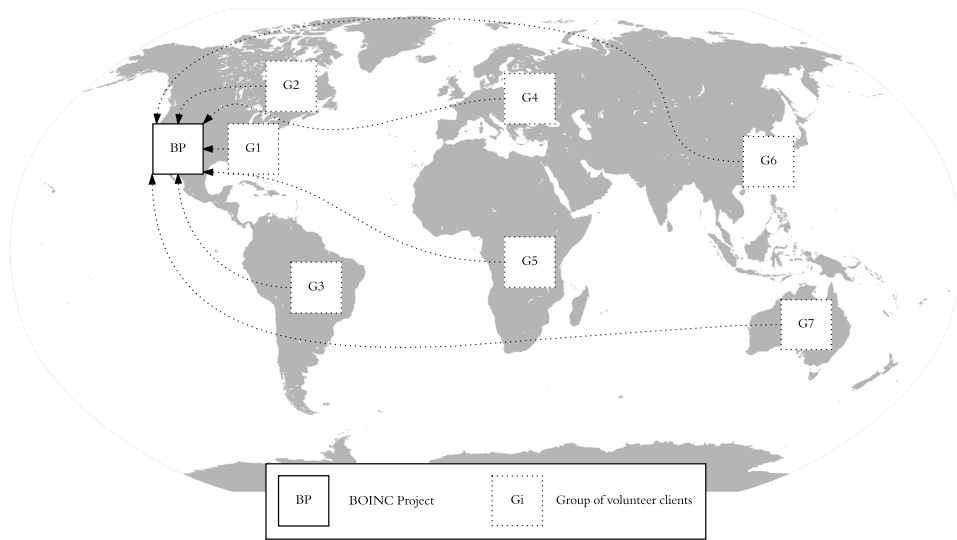 G2
G4
BP
G1
G6
G5
G3
G7
BP BOINC Project Gi Group of volunteer clients